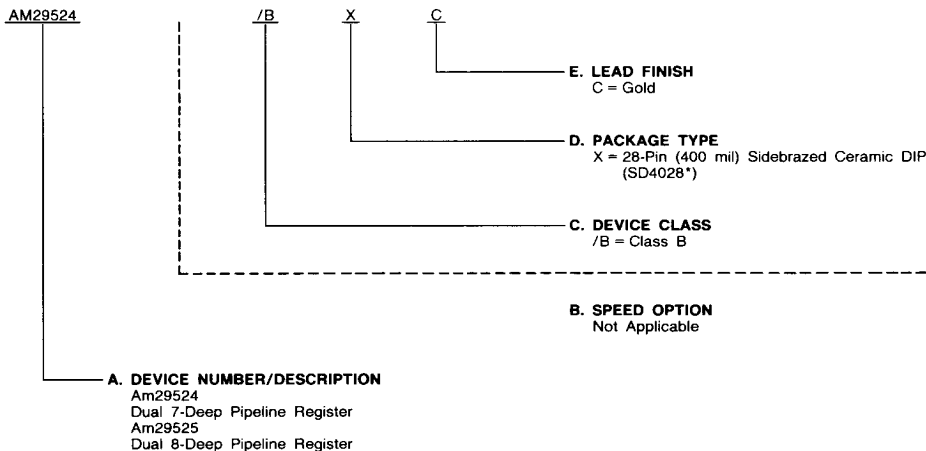 AM29524 /B X C
E. LEAD FINISH
C = Gold
D. PACKAGE TYPE
X = 28-Pin (400 mil) Sidebrazed Ceramic DIP
(SD4028*)
C. DEVICE CLASS
/B = Class B
B. SPEED OPTION
Not Applicable
A. DEVICE NUMBER/DESCRIPTION
Am29524
Dual 7-Deep Pipeline Register
Am29525
Dual 8-Deep Pipeline Register